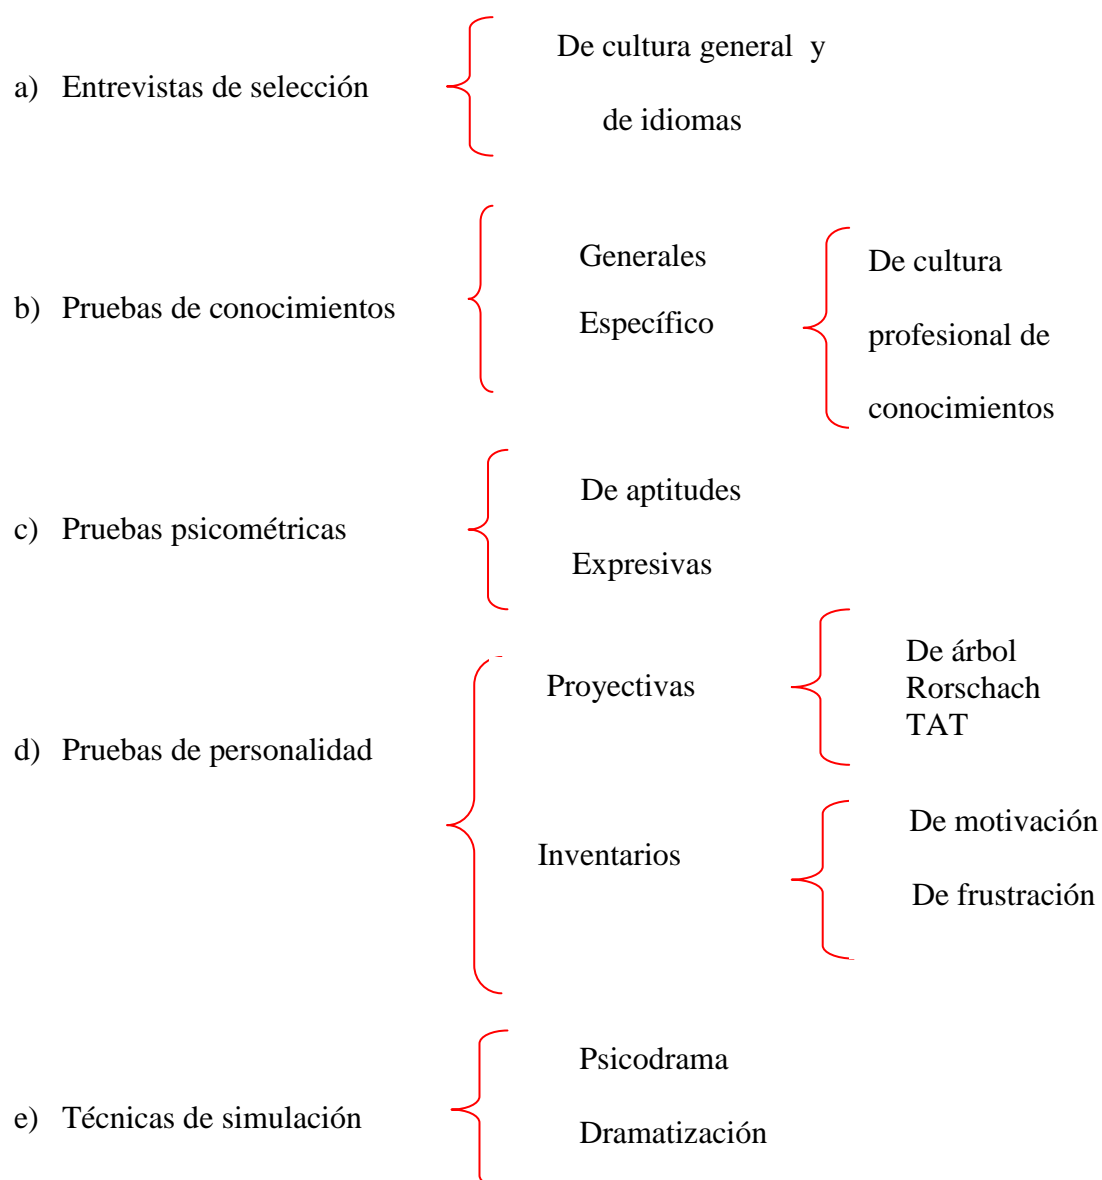 De cultura general y
a) Entrevistas de selección
de idiomas
Generales
De cultura
b) Pruebas de conocimientos
Específico
profesional de
conocimientos
De aptitudes
c) Pruebas psicométricas
Expresivas
De árbol
Proyectivas
Rorschach
TAT
d) Pruebas de personalidad
De motivación
Inventarios
De frustración
Psicodrama
e) Técnicas de simulación
Dramatización